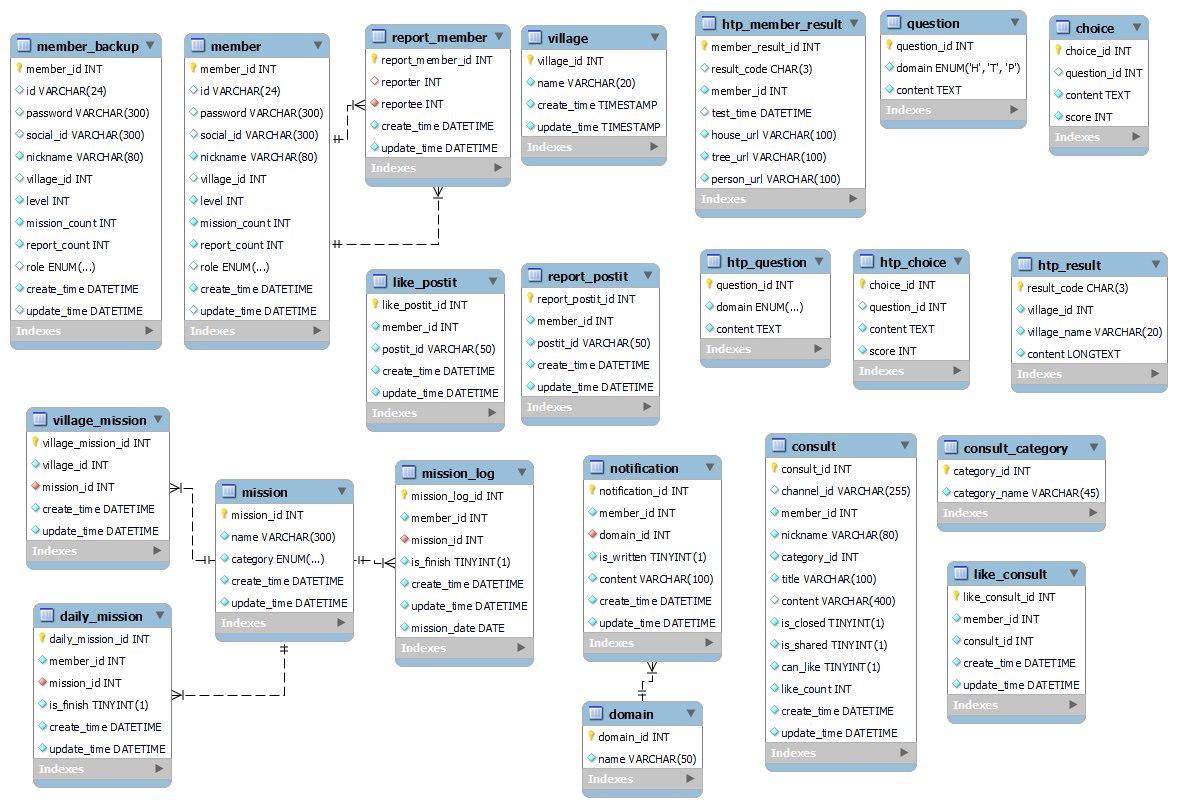 member_backup
member_id INT
id VARCHAR(24)
password VARCHAR(300)
social_id VARCHAR(300)
nickname VARCHAR(80)
village_id INT
level INT
mission_count INT
report_count INT
role ENUM(...)
create_time DATETIME
update_time DATETIME
Indexes
member
member_id INT
id VARCHAR(24)
password VARCHAR(300)
social_id VARCHAR(300)
nickname VARCHAR(80)
village_id INT
level INT
mission_count INT
report_count INT
role ENUM(...)
create_time DATETIME
update_time DATETIME
Indexes
report_member
report_member_id INT
reporter INT
reportee INT
create_time DATETIME
update_time DATETIME
Indexes
village
village_id INT
name VARCHAR(20)
create_time TIMESTAMP
update_time TIMESTAMP
Indexes
htp_member_result
member_result_id INT
result_code CHAR(3)
member_id INT
test_time DATETIME
house_url VARCHAR(100)
tree_url VARCHAR(100)
person_url VARCHAR(100)
Indexes
question
question_id INT
domain ENUM('H', 'T', 'P')
content TEXT
Indexes
choice
choice_id INT
question_id INT
content TEXT
score INT
Indexes
like_postit
like_postit_id INT
member_id INT
postit_id VARCHAR(50)
create_time DATETIME
update_time DATETIME
Indexes
report_postit
report_postit_id INT
member_id INT
postit_id VARCHAR(50)
create_time DATETIME
update_time DATETIME
Indexes
htp_question
question_id INT
domain ENUM(...)
content TEXT
Indexes
htp_choice
choice_id INT
question_id INT
content TEXT
score INT
Indexes
htp_result
result_code CHAR(3)
village_id INT
village_name VARCHAR(20)
content LONGTEXT
Indexes
village_mission
village_mission_id INT
village_id INT
mission_id INT
create_time DATETIME
update_time DATETIME
Indexes
mission
mission_id INT
name VARCHAR(300)
category ENUM(...)
create_time DATETIME
update_time DATETIME
Indexes
mission_log
mission_log_id INT
member_id INT
mission_id INT
is_finish TINYINT(1)
create_time DATETIME
update_time DATETIME
mission_date DATE
Indexes
notification
notification_id INT
member_id INT
domain_id INT
is_written TINYINT(1)
content VARCHAR(100)
create_time DATETIME
update_time DATETIME
Indexes
consult
consult_id INT
channel_id VARCHAR(255)
member_id INT
nickname VARCHAR(80)
category_id INT
title VARCHAR(100)
content VARCHAR(400)
is_closed TINYINT(1)
is_shared TINYINT(1)
can_like TINYINT(1)
like_count INT
create_time DATETIME
update_time DATETIME
Indexes
consult_category
category_id INT
category_name VARCHAR(45)
Indexes
like_consult
like_consult_id INT
member_id INT
consult_id INT
create_time DATETIME
update_time DATETIME
Indexes
daily_mission
daily_mission_id INT
member_id INT
mission_id INT
is_finish TINYINT(1)
create_time DATETIME
update_time DATETIME
Indexes
domain
domain_id INT
name VARCHAR(50)
Indexes